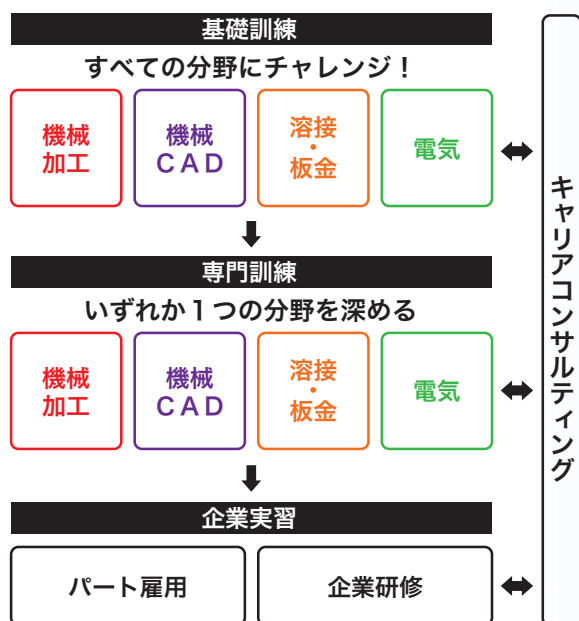 基礎訓練
すべての分野にチャレンジ！
機械
加工
機械
ＣＡＤ
溶接
・
板金
電気
専門訓練
いずれか１つの分野を深める
機械
加工
機械
ＣＡＤ
溶接
・
板金
電気
企業実習
パート雇用
企業研修
キャリアコンサルティング